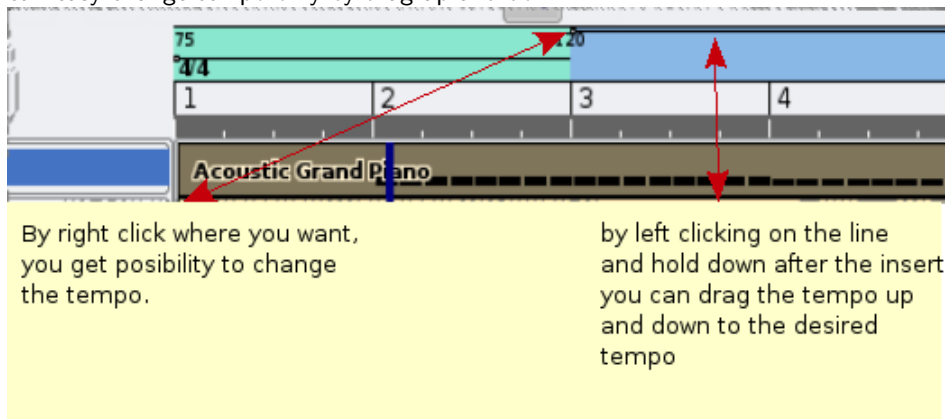 75
120
4/4
1
2
3
4
Acoustic Grand Piano
By right click where you want,
you get posibility to change
the tempo.
by left clicking on the line
and hold down after the insert
you can drag the tempo up
and down to the desired
tempo